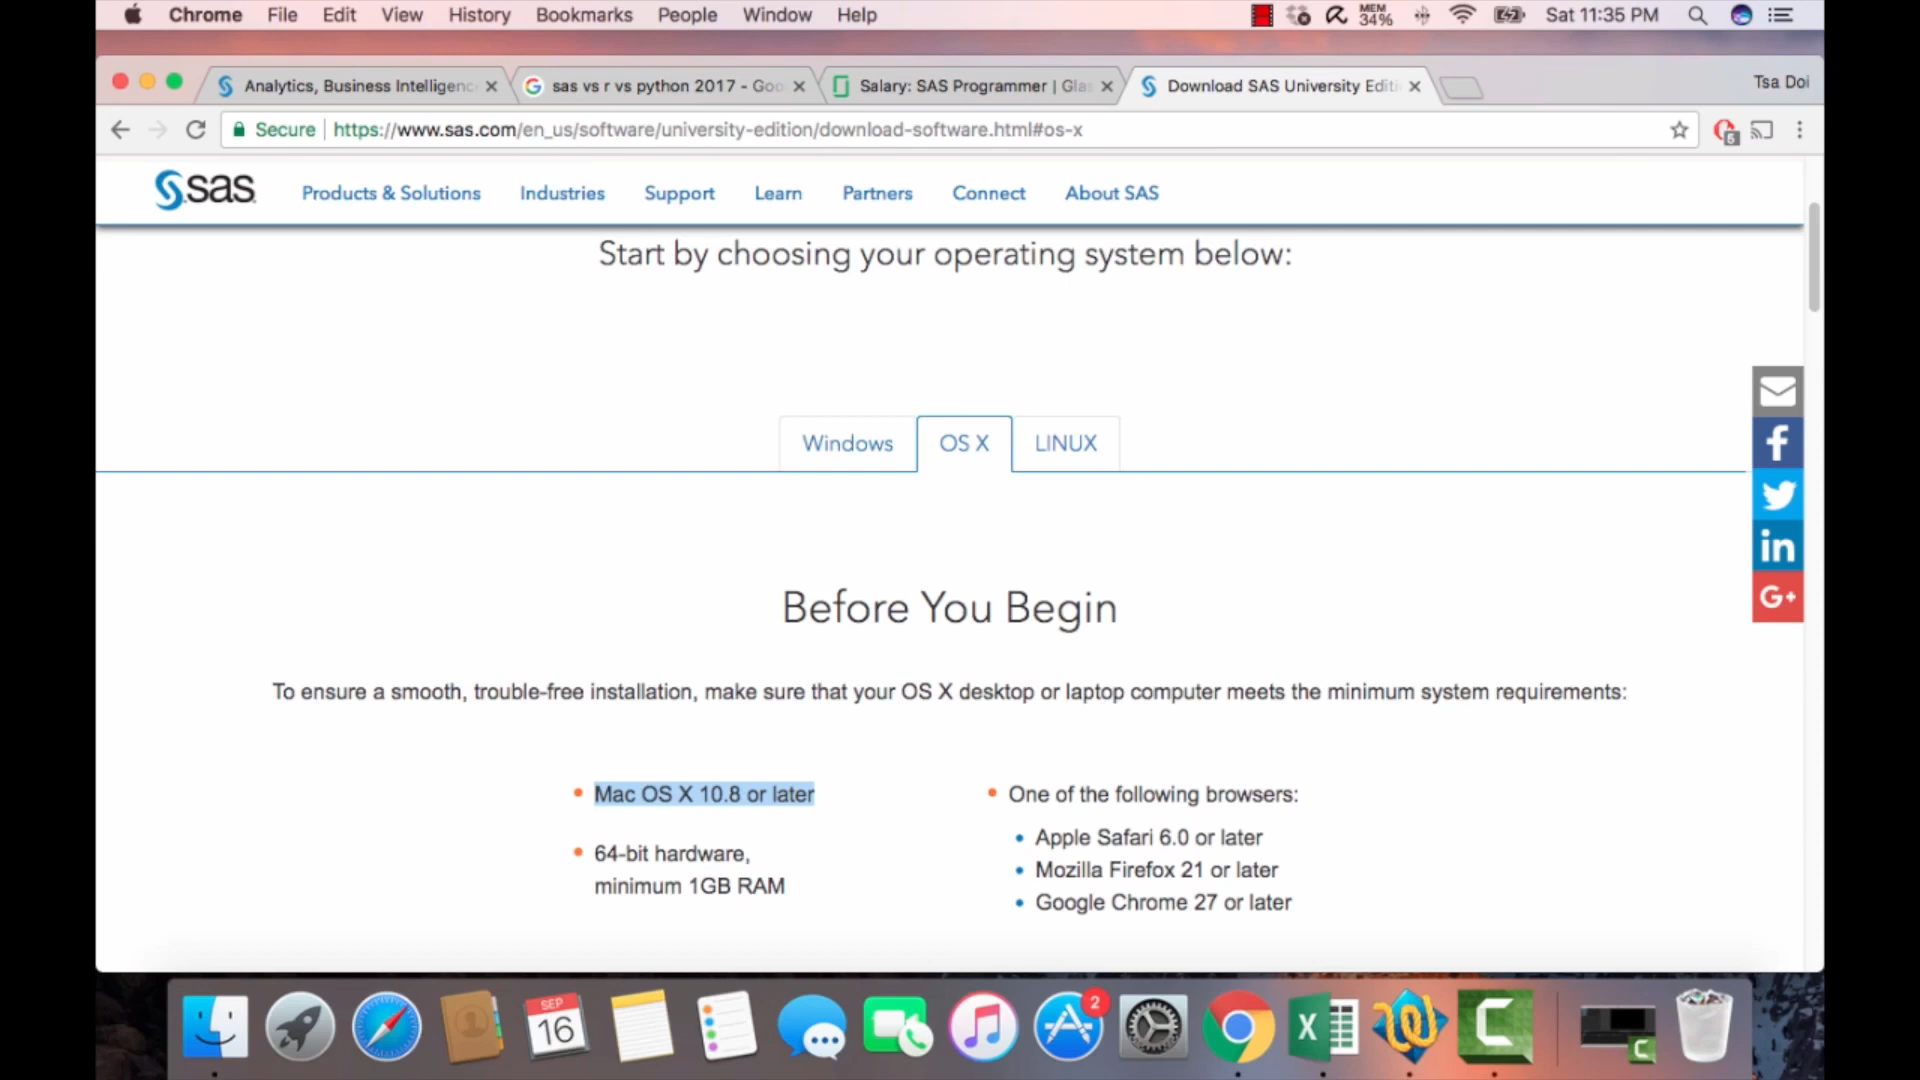 Chrome File Edit View History Bookmarks People Window Help MEM 34% Sat 11:35 PM
Analytics, Business Intelligenc sas vs r vs python 2017 - Goo Salary: SAS Programmer | Glas Download SAS University Editi Tsa Doi
Secure https://www.sas.com/en_us/software/university-edition/download-software.html#os-x 6
sas Products & Solutions Industries Support Learn Partners Connect About SAS
Start by choosing your operating system below:
Windows OS X LINUX
f
in
G+
Before You Begin
To ensure a smooth, trouble-free installation, make sure that your OS X desktop or laptop computer meets the minimum system requirements:
Mac OS X 10.8 or later
64-bit hardware,
minimum 1GB RAM
One of the following browsers:
Apple Safari 6.0 or later
Mozilla Firefox 21 or later
Google Chrome 27 or later
SEP
16
2